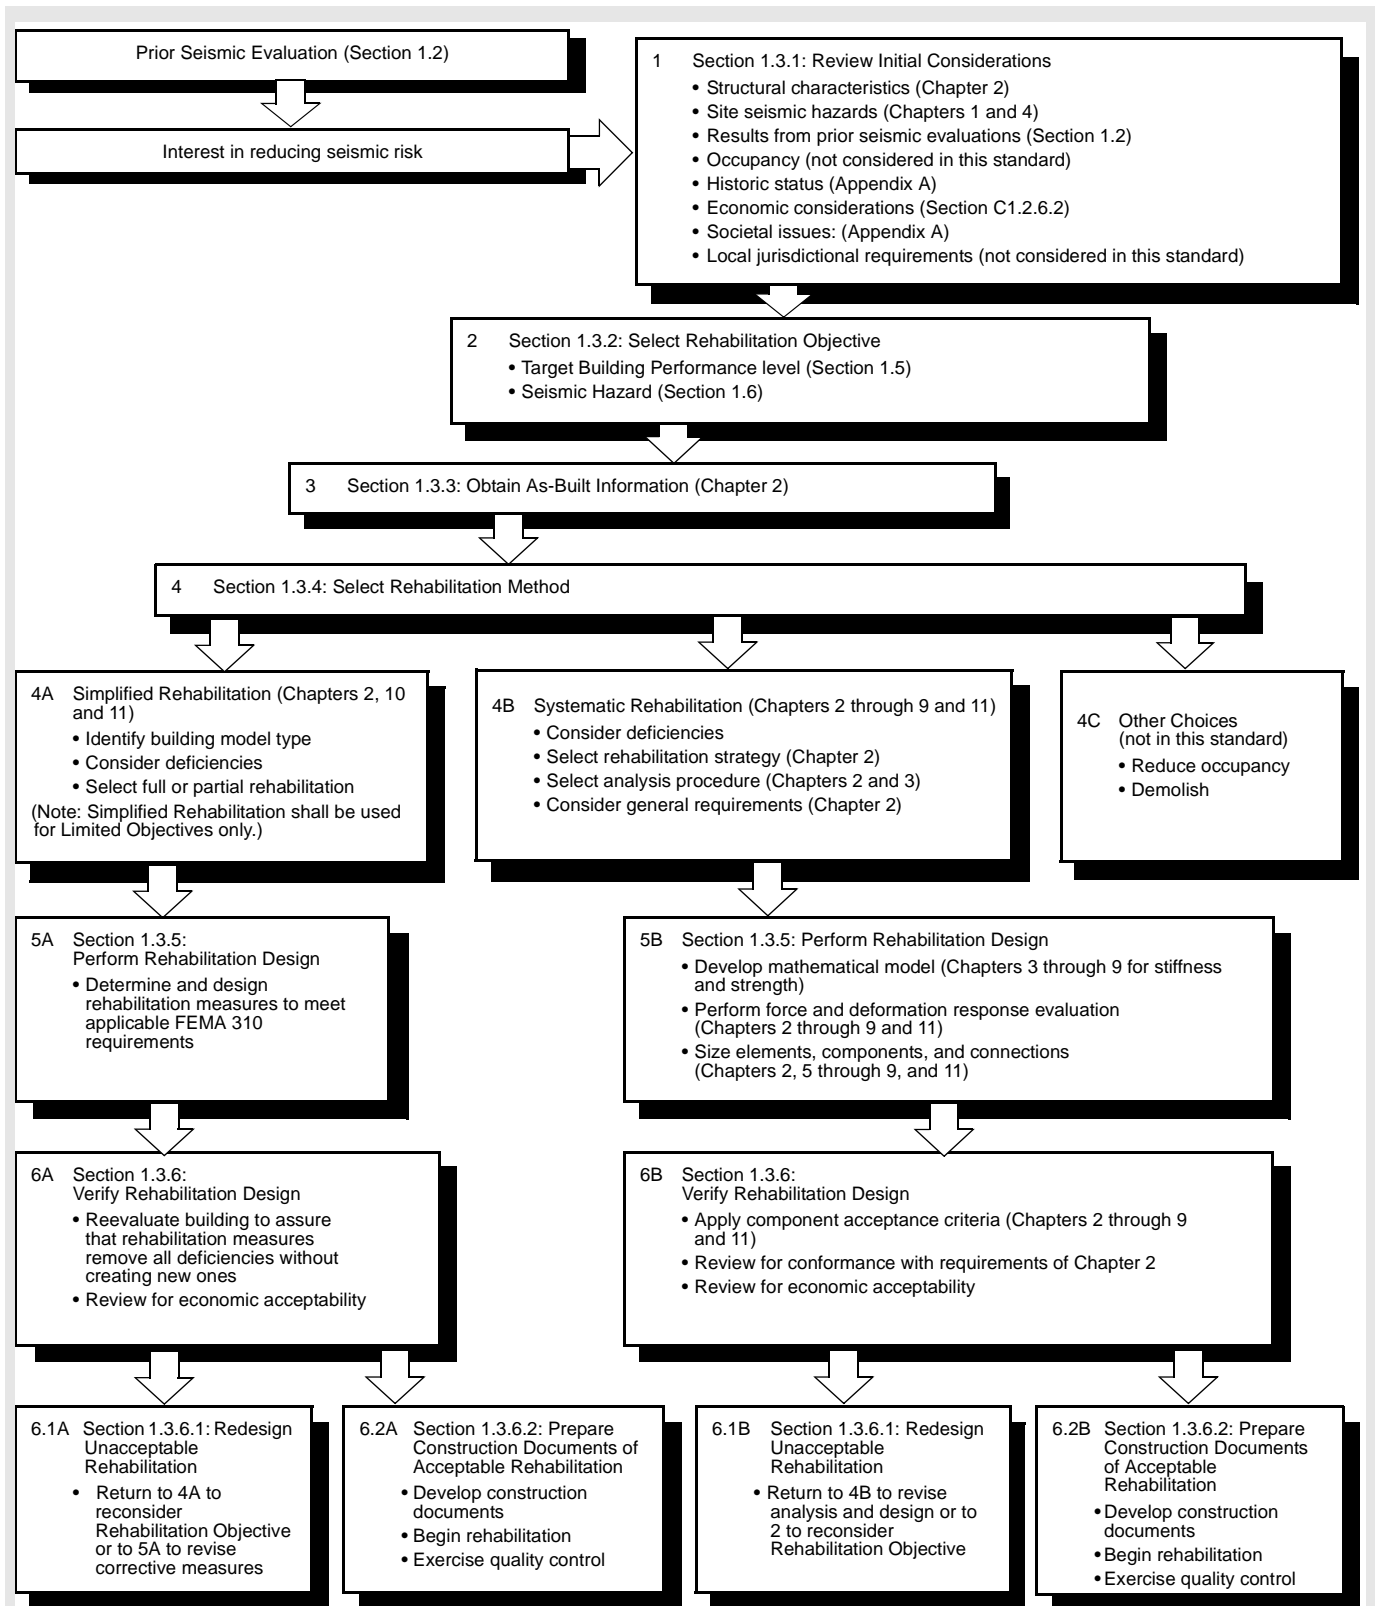 Prior Seismic Evaluation (Section 1.2)
Interest in reducing seismic risk
1 Section 1.3.1: Review Initial Considerations
• Structural characteristics (Chapter 2)
• Site seismic hazards (Chapters 1 and 4)
• Results from prior seismic evaluations (Section 1.2)
• Occupancy (not considered in this standard)
• Historic status (Appendix A)
• Economic considerations (Section C1.2.6.2)
• Societal issues: (Appendix A)
• Local jurisdictional requirements (not considered in this standard)
2 Section 1.3.2: Select Rehabilitation Objective
• Target Building Performance level (Section 1.5)
• Seismic Hazard (Section 1.6)
3 Section 1.3.3: Obtain As-Built Information (Chapter 2)
4 Section 1.3.4: Select Rehabilitation Method
4A Simplified Rehabilitation (Chapters 2, 10
and 11)
• Identify building model type
• Consider deficiencies
• Select full or partial rehabilitation
(Note: Simplified Rehabilitation shall be used
for Limited Objectives only.)
4B Systematic Rehabilitation (Chapters 2 through 9 and 11)
• Consider deficiencies
• Select rehabilitation strategy (Chapter 2)
• Select analysis procedure (Chapters 2 and 3)
• Consider general requirements (Chapter 2)
4C Other Choices
(not in this standard)
• Reduce occupancy
• Demolish
5A Section 1.3.5:
Perform Rehabilitation Design
• Determine and design
rehabilitation measures to meet
applicable FEMA 310
requirements
5B Section 1.3.5: Perform Rehabilitation Design
• Develop mathematical model (Chapters 3 through 9 for stiffness
and strength)
• Perform force and deformation response evaluation
(Chapters 2 through 9 and 11)
• Size elements, components, and connections
(Chapters 2, 5 through 9, and 11)
6A Section 1.3.6:
Verify Rehabilitation Design
• Reevaluate building to assure
that rehabilitation measures
remove all deficiencies without
creating new ones
• Review for economic acceptability
6B Section 1.3.6:
Verify Rehabilitation Design
• Apply component acceptance criteria (Chapters 2 through 9
and 11)
• Review for conformance with requirements of Chapter 2
• Review for economic acceptability
6.1A Section 1.3.6.1: Redesign
Unacceptable
Rehabilitation
• Return to 4A to
reconsider
Rehabilitation Objective
or to 5A to revise
corrective measures
6.2A Section 1.3.6.2: Prepare
Construction Documents of
Acceptable Rehabilitation
• Develop construction
documents
• Begin rehabilitation
• Exercise quality control
6.1B Section 1.3.6.1: Redesign
Unacceptable
Rehabilitation
• Return to 4B to revise
analysis and design or to
2 to reconsider
Rehabilitation Objective
6.2B Section 1.3.6.2: Prepare
Construction Documents
of Acceptable
Rehabilitation
• Develop construction
documents
• Begin rehabilitation
• Exercise quality control